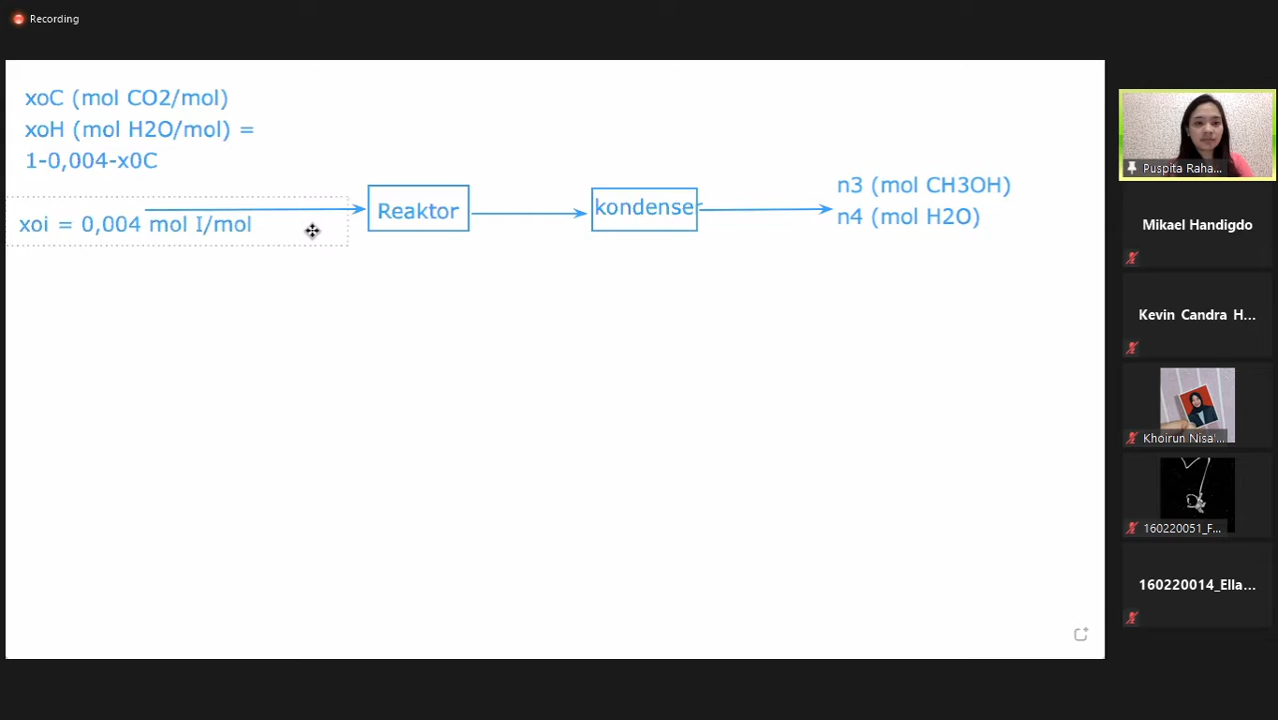 Recording
xoC (mol CO2/mol)
xoH (mol H2O/mol) =
1-0,004-x0C
xoi = 0,004 mol I/mol
Reaktor
kondenser
n3 (mol CH3OH)
n4 (mol H2O)
Puspita Raha...
Mikael Handigdo
Kevin Candra H...
Khoirun Nisa'...
160220051_F...
160220014_Ella...